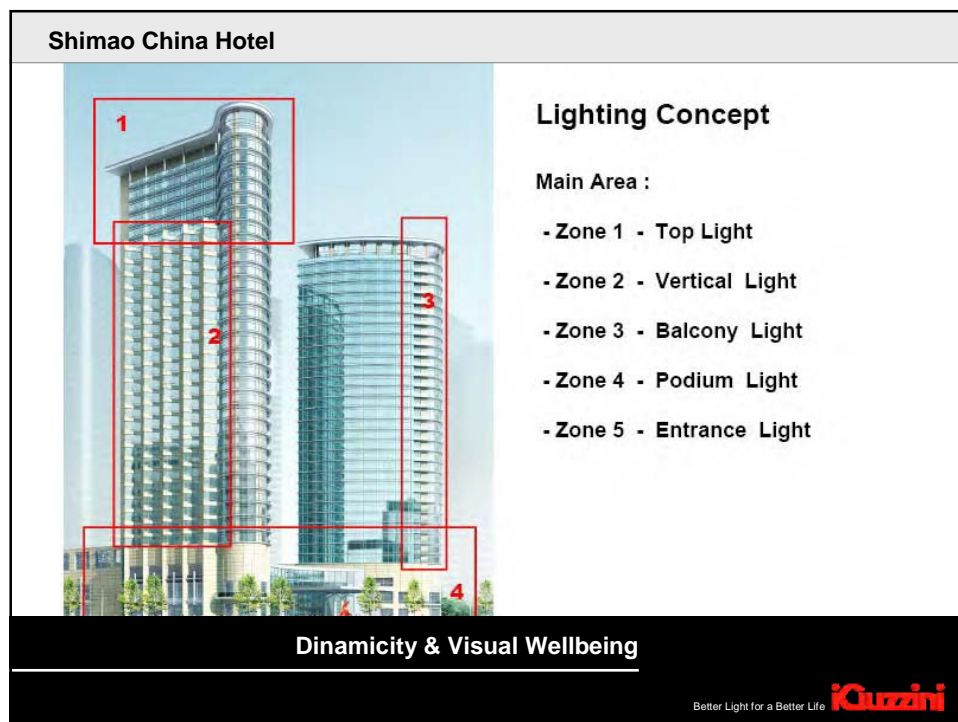 Shimao China Hotel
1
2
3
4
Lighting Concept
Main Area :
- Zone 1 - Top Light
- Zone 2 - Vertical Light
- Zone 3 - Balcony Light
- Zone 4 - Podium Light
- Zone 5 - Entrance Light
Dinamicity & Visual Wellbeing
Better Light for a Better Life
iGuzzini